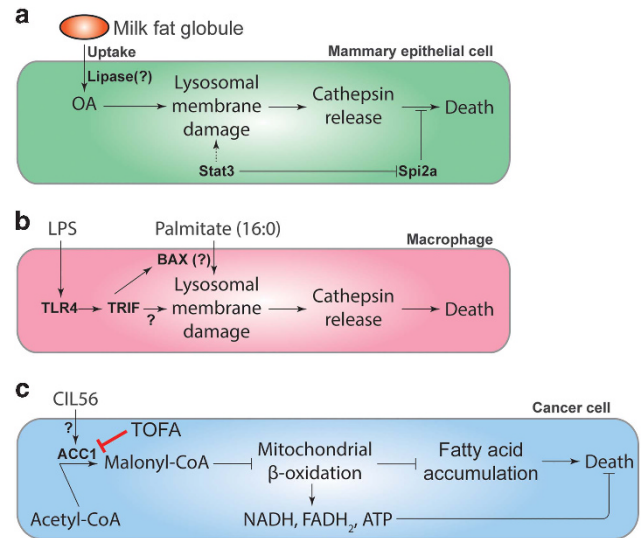 a
Milk fat globule
Uptake
Mammary epithelial cell
Lipase(?)
OA
Lysosomal
membrane
damage
Cathepsin
release
Death
Stat3
Spi2a
b
LPS
Palmitate (16:0)
Macrophage
BAX (?)
TLR4
TRIF
?
Lysosomal
membrane
damage
Cathepsin
release
Death
c
CIL56
Cancer cell
?
TOFA
ACC1
Malonyl-CoA
Mitochondrial
β-oxidation
Fatty acid
accumulation
Death
Acetyl-CoA
NADH, FADH₂, ATP